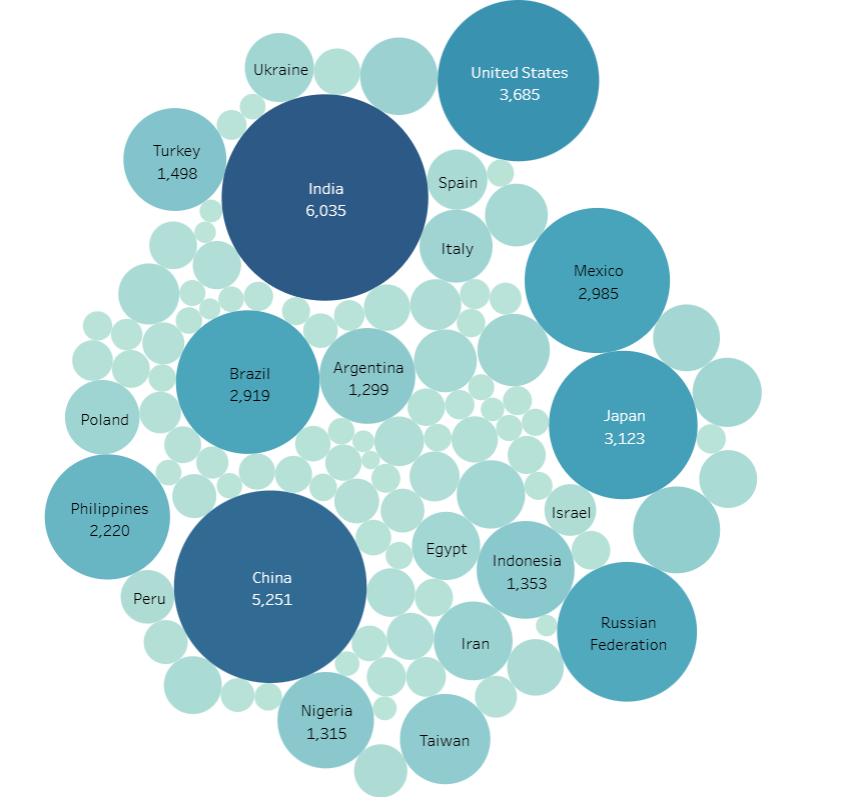 Ukraine
United States
3,685
Turkey
1,498
India
6,035
Spain
Italy
Mexico
2,985
Brazil
2,919
Argentina
1,299
Poland
Japan
3,123
Philippines
2,220
Israel
Egypt
Indonesia
1,353
China
5,251
Peru
Russian
Federation
Iran
Nigeria
1,315
Taiwan